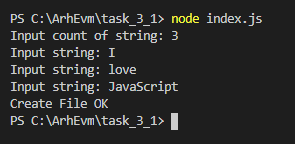 PS C:\ArhEvm\task_3_1> node index.js
Input count of string: 3
Input string: I
Input string: love
Input string: JavaScript
Create File OK
PS C:\ArhEvm\task_3_1>